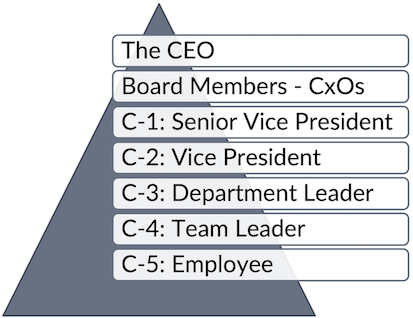 The CEO
Board Members - CxOs
C-1: Senior Vice President
C-2: Vice President
C-3: Department Leader
C-4: Team Leader
C-5: Employee